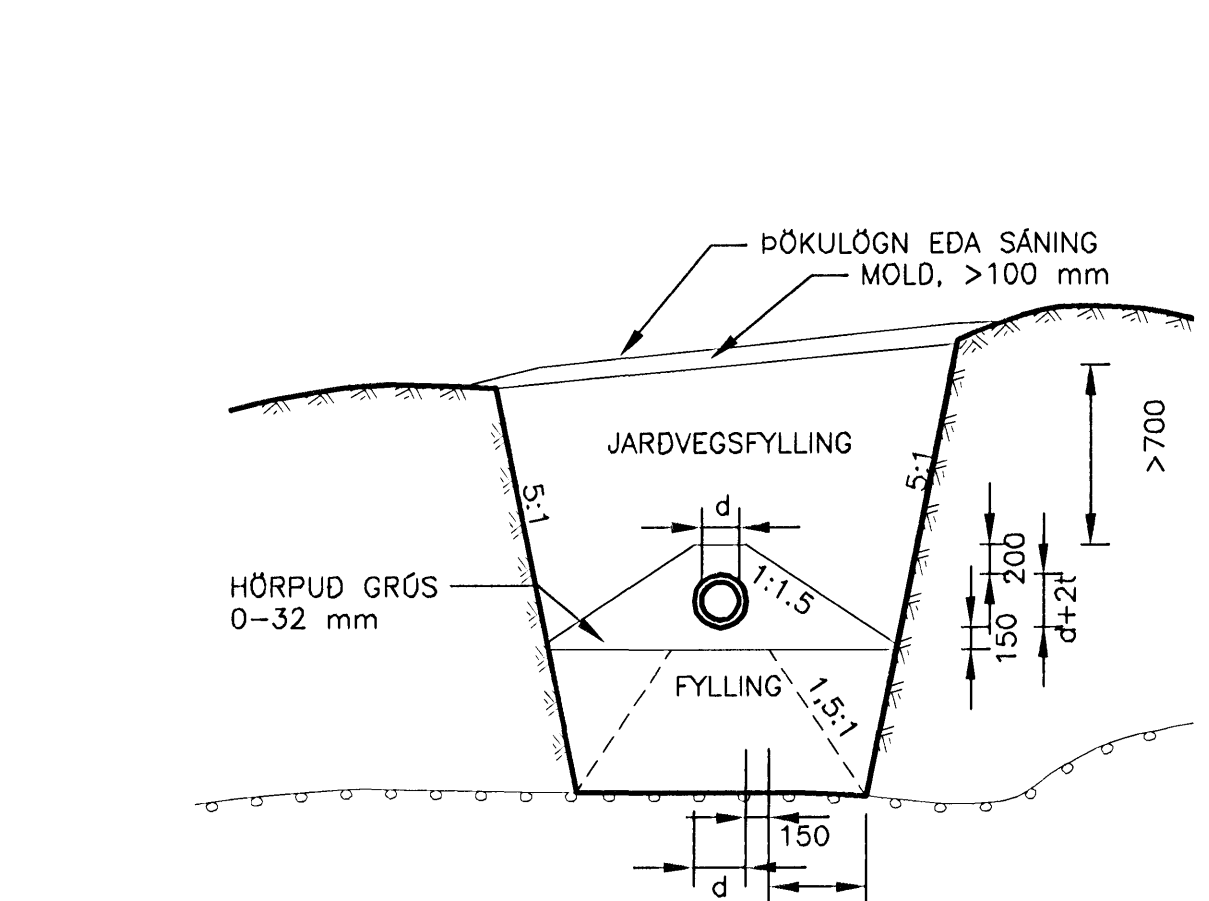 ÞÖKULÖGN EÐA SÁNING
MOLD, >100 mm
>700
JARÐVEGSFYLLING
5:1
5:1
d
200
HÖRPUÐ GRÚS
0-32 mm
1:1.5
150
d+2t
FYLLING
1,5:1
150
d